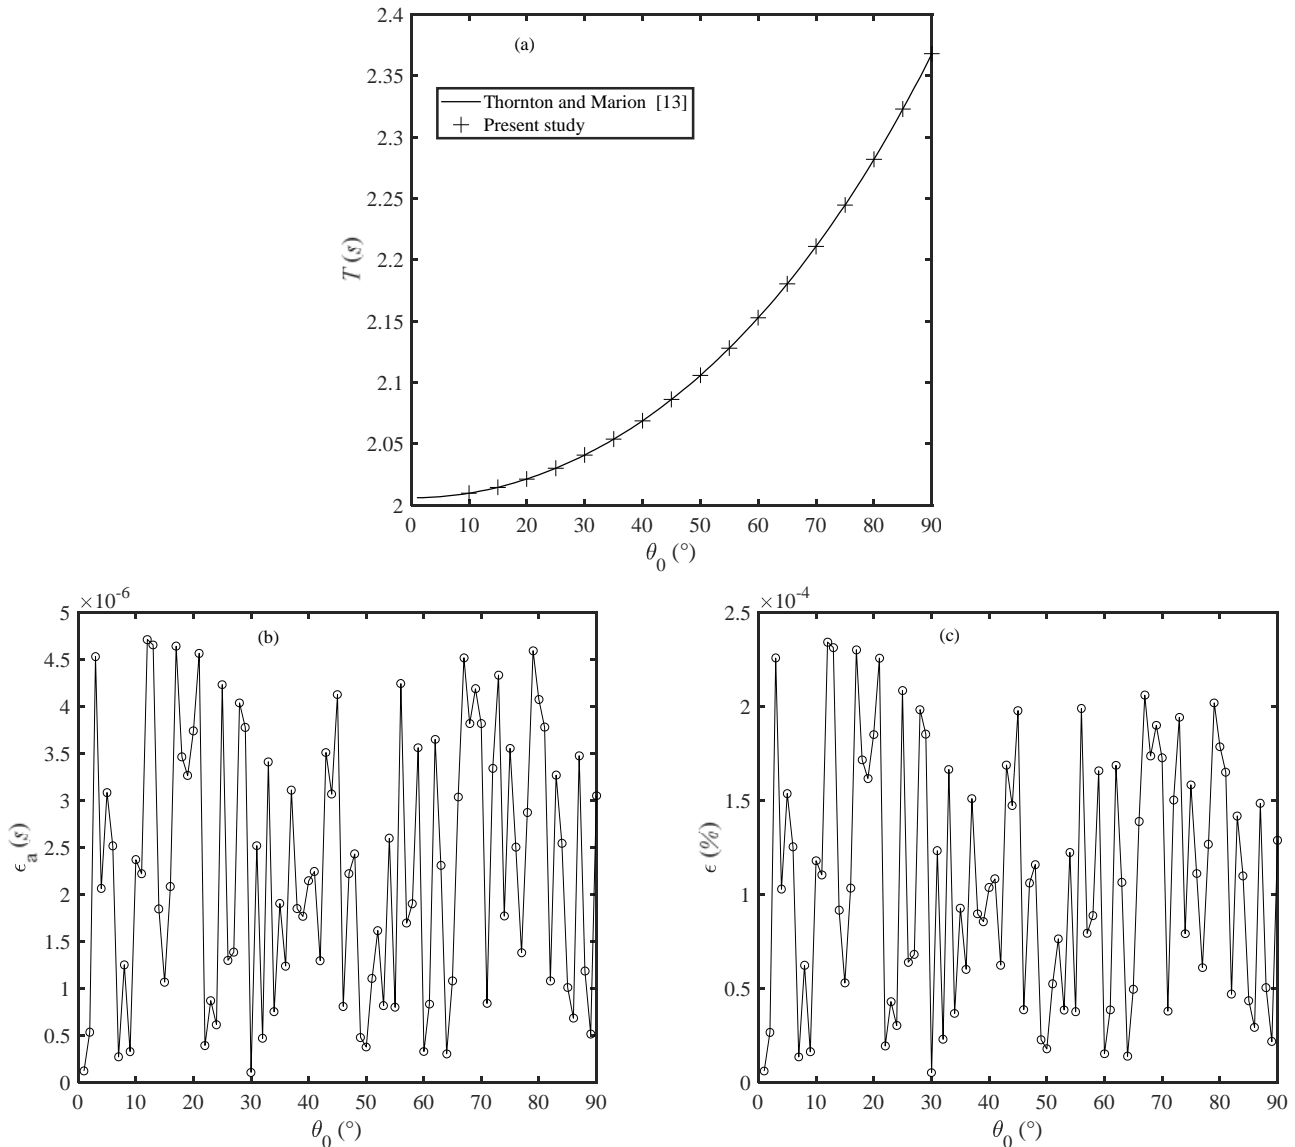 2.4
(a)
2.35
Thornton and Marion [13]
Present study
2.3
2.25
T (s)
2.2
2.15
2.1
2.05
2
0 10 20 30 40 50 60 70 80 90
θ0 (°)
×10-6
5
(b)
4.5
4
3.5
3
ϵa (s)
2.5
2
1.5
1
0.5
0
0 10 20 30 40 50 60 70 80 90
θ0 (°)
×10-4
2.5
(c)
2
1.5
ϵ (%)
1
0.5
0
0 10 20 30 40 50 60 70 80 90
θ0 (°)